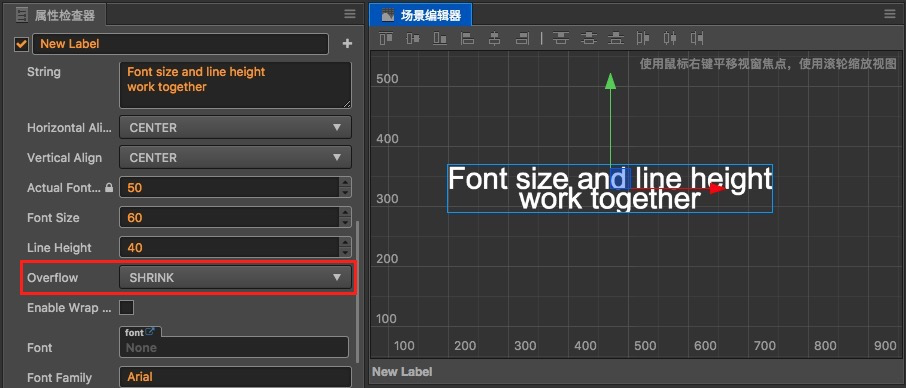 属性检查器
New Label
String
Font size and line height
work together
Horizontal Ali...
CENTER
Vertical Align
CENTER
Actual Font...
50
Font Size
60
Line Height
40
Overflow
SHRINK
Enable Wrap ...
font
Font
None
Font Family
Arial
场景编辑器
使用鼠标右键平移视窗焦点，使用滚轮缩放视图
500
400
300
200
100
Font size and line height
work together
100
200
300
400
500
600
700
800
900
New Label